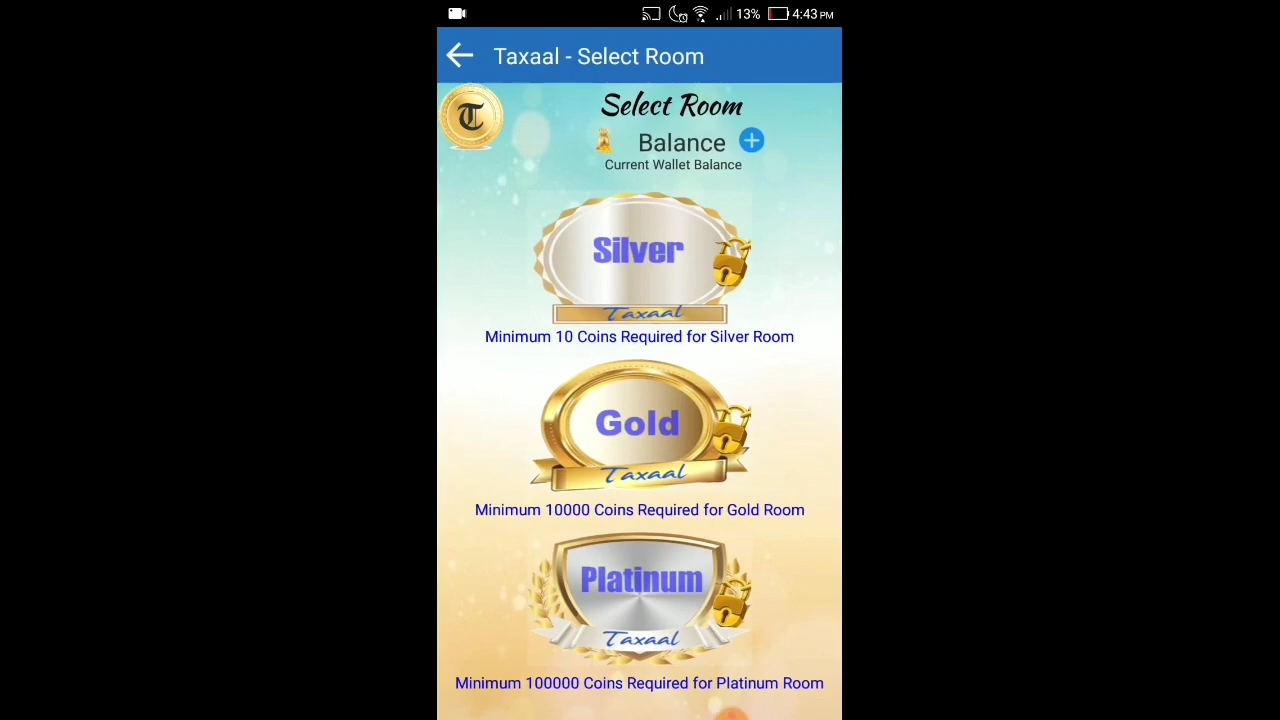 13% 4:43 PM
Taxaal - Select Room
T
Select Room
Balance
Current Wallet Balance
Silver
Taxaal
Minimum 10 Coins Required for Silver Room
Gold
Taxaal
Minimum 10000 Coins Required for Gold Room
Platinum
Taxaal
Minimum 100000 Coins Required for Platinum Room